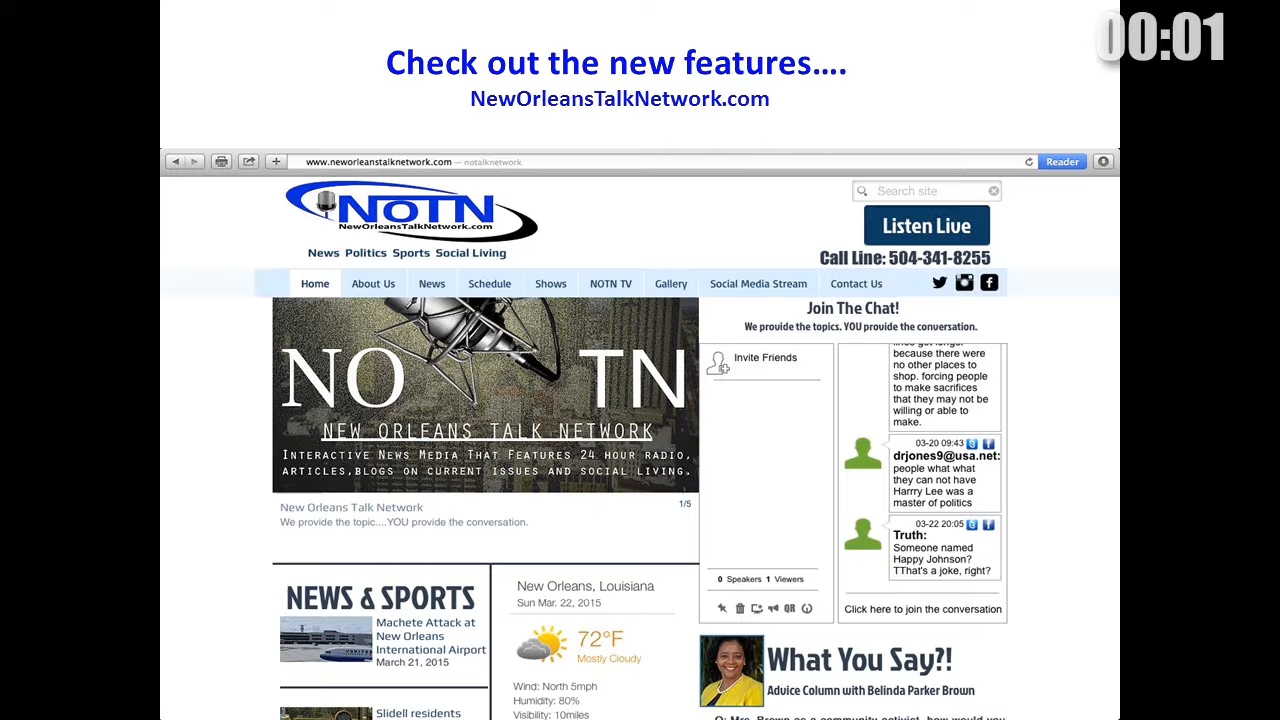 00:01
Check out the new features....
NewOrleansTalkNetwork.com
www.neworleanstalknetwork.com — notalknetwork
Reader
NOTN
NewOrleansTalkNetwork.com
News Politics Sports Social Living
Search site
Listen Live
Call Line: 504-341-8255
Home
About Us
News
Schedule
Shows
NOTN TV
Gallery
Social Media Stream
Contact Us
NO TN
NEW ORLEANS TALK NETWORK
INTERACTIVE NEWS MEDIA THAT FEATURES 24 HOUR RADIO,
ARTICLES,BLOGS ON CURRENT ISSUES AND SOCIAL LIVING.
New Orleans Talk Network
1/5
We provide the topic....YOU provide the conversation.
Join The Chat!
We provide the topics. YOU provide the conversation.
Invite Friends
0 Speakers 1 Viewers
QR
because there were
no other places to
shop. forcing people
to make sacrifices
that they may not be
willing or able to
make.
03-20 09:43
drjones9@usa.net:
people what what
they can not have
Harrry Lee was a
master of politics
03-22 20:05
Truth:
Someone named
Happy Johnson?
TThat's a joke, right?
Click here to join the conversation
NEWS & SPORTS
Machete Attack at
New Orleans
International Airport
March 21, 2015
Slidell residents
New Orleans, Louisiana
Sun Mar. 22, 2015
72°F
Mostly Cloudy
Wind: North 5mph
Humidity: 80%
Visibility: 10miles
What You Say?!
Advice Column with Belinda Parker Brown
Q: Mrs. Brown as a community activist, how would you